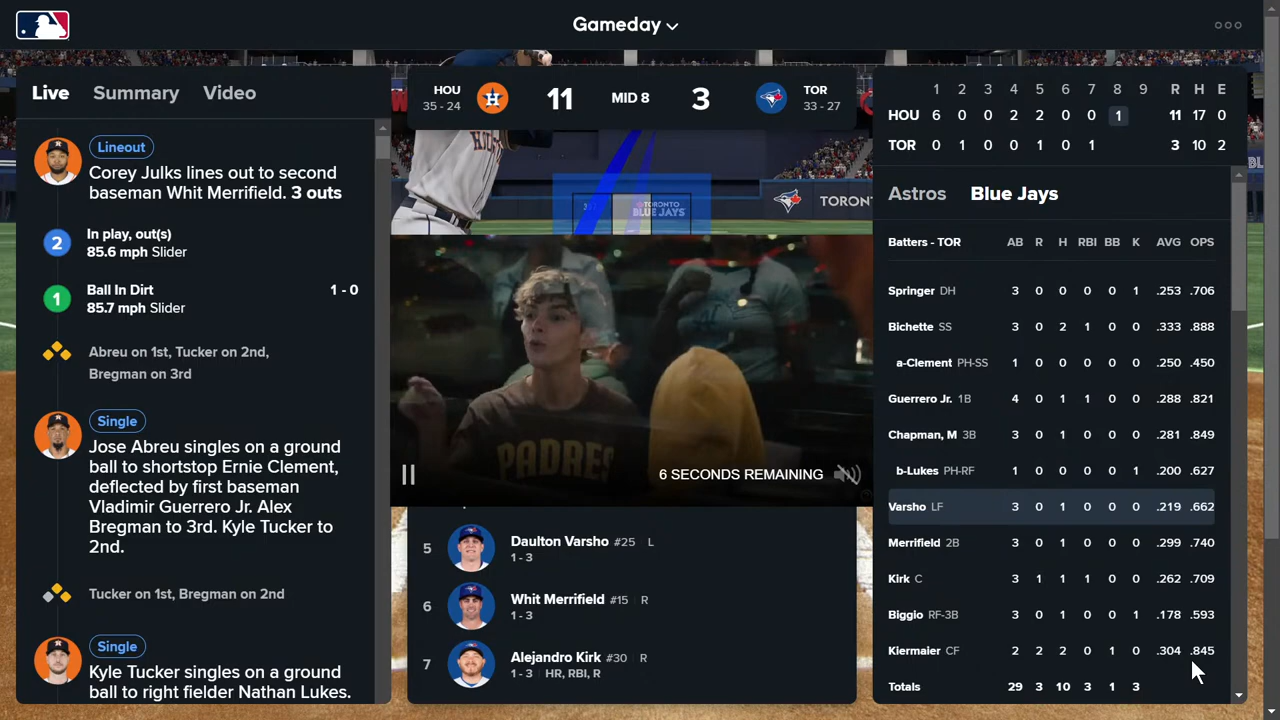 Gameday
Live Summary Video
Lineout
Corey Julks lines out to second
baseman Whit Merrifield. 3 outs
2
In play, out(s)
85.6 mph Slider
1
Ball In Dirt 1 - 0
85.7 mph Slider
Abreu on 1st, Tucker on 2nd,
Bregman on 3rd
Single
Jose Abreu singles on a ground
ball to shortstop Ernie Clement,
deflected by first baseman
Vladimir Guerrero Jr. Alex
Bregman to 3rd. Kyle Tucker to
2nd.
Tucker on 1st, Bregman on 2nd
Single
Kyle Tucker singles on a ground
ball to right fielder Nathan Lukes.
HOU
35 - 24
11 MID 8 3
TOR
33 - 27
TORONTO
BLUE JAYS
TORON
PADRES
6 SECONDS REMAINING
5 Daulton Varsho #25 L
1 - 3
6 Whit Merrifield #15 R
1 - 3
7 Alejandro Kirk #30 R
1 - 3 HR, RBI, R
1 2 3 4 5 6 7 8 9 R H E
HOU 6 0 0 2 2 0 0 1 11 17 0
TOR 0 1 0 0 1 0 1 3 10 2
Astros Blue Jays
Batters - TOR AB R H RBI BB K AVG OPS
Springer DH 3 0 0 0 0 1 .253 .706
Bichette SS 3 0 2 1 0 0 .333 .888
a-Clement PH-SS 1 0 0 0 0 0 .250 .450
Guerrero Jr. 1B 4 0 1 1 0 0 .288 .821
Chapman, M 3B 3 0 1 0 0 0 .281 .849
b-Lukes PH-RF 1 0 0 0 0 1 .200 .627
Varsho LF 3 0 1 0 0 0 .219 .662
Merrifield 2B 3 0 1 0 0 0 .299 .740
Kirk C 3 1 1 1 0 0 .709
Biggio RF-3B 3 0 1 0 0 1 .178 .593
Kiermaier CF 2 2 2 0 1 0 .304 .845
Totals 29 3 10 3 1 3